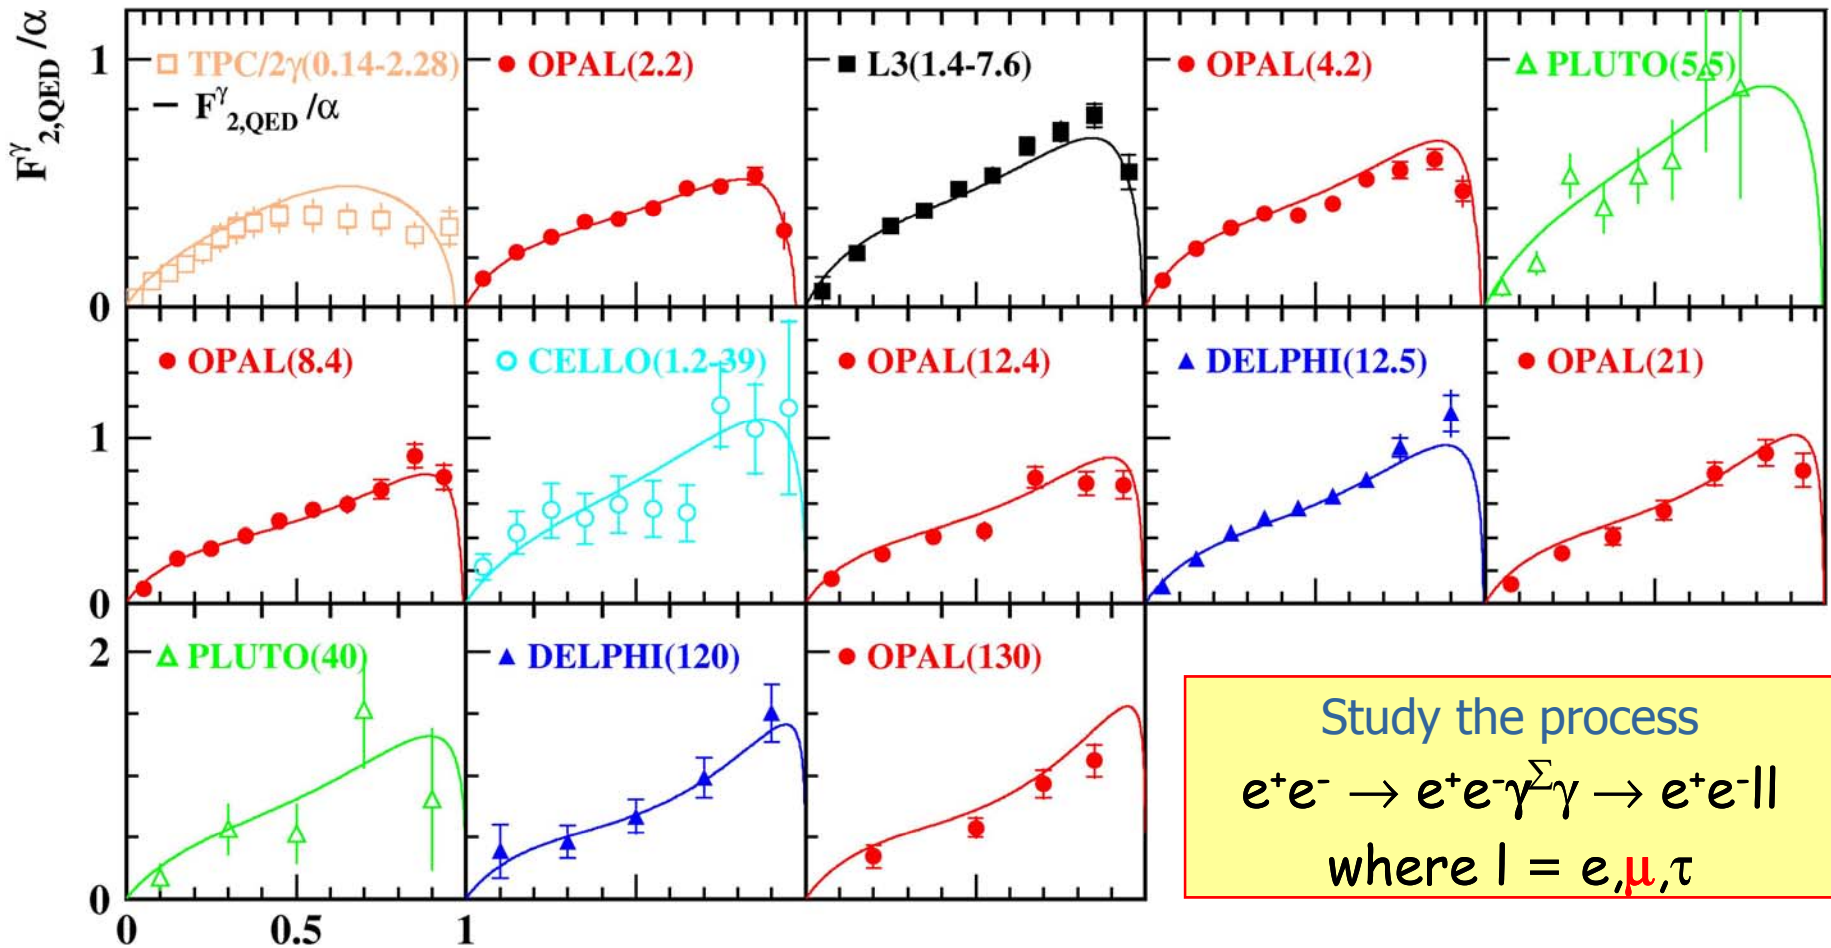 F^γ_2,QED /α
1
TPC/2γ(0.14-2.28)
F^γ_2,QED /α
OPAL(2.2)
L3(1.4-7.6)
OPAL(4.2)
PLUTO(5.5)
0
OPAL(8.4)
CELLO(1.2-39)
OPAL(12.4)
DELPHI(12.5)
OPAL(21)
1
0
2
PLUTO(40)
DELPHI(120)
OPAL(130)
0
0 0.5 1
Study the process
e⁺e⁻ → e⁺e⁻γ^Σγ → e⁺e⁻ll
where l = e,μ,τ